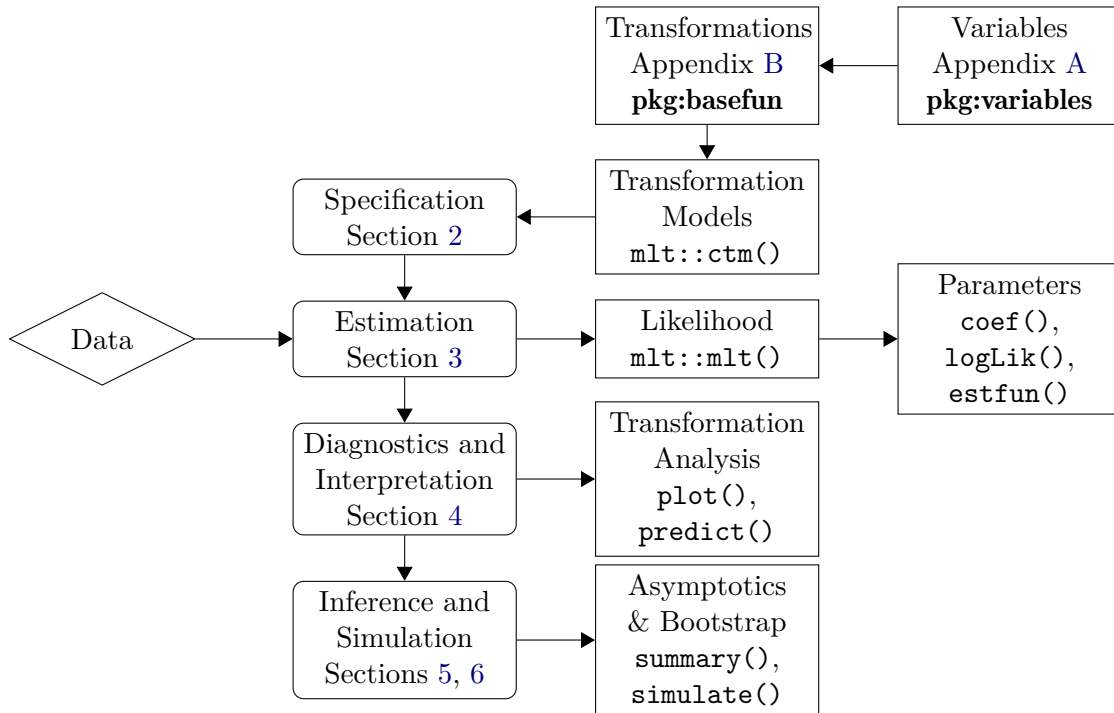 Transformations
Appendix B
pkg:basefun
Variables
Appendix A
pkg:variables
Specification
Section 2
Transformation
Models
mlt::ctm()
Data
Estimation
Section 3
Likelihood
mlt::mlt()
Parameters
coef(),
logLik(),
estfun()
Diagnostics and
Interpretation
Section 4
Transformation
Analysis
plot(),
predict()
Inference and
Simulation
Sections 5, 6
Asymptotics
& Bootstrap
summary(),
simulate()